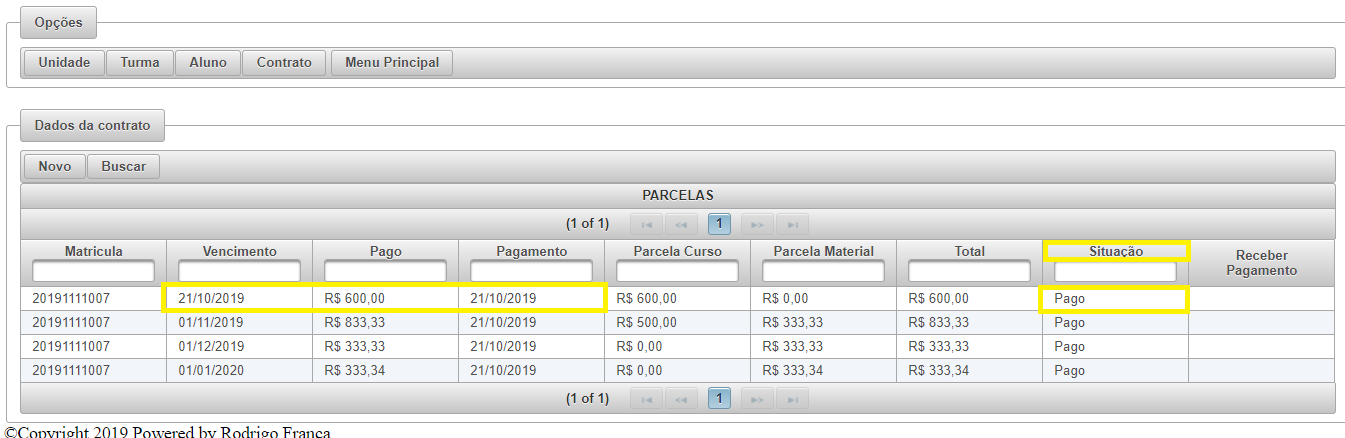 Opções
Unidade Turma Aluno Contrato Menu Principal
Dados da contrato
Novo Buscar
PARCELAS
(1 of 1) 1
Matricula Vencimento Pago Pagamento Parcela Curso Parcela Material Total Situação Receber Pagamento
20191111007 21/10/2019 R$ 600,00 21/10/2019 R$ 600,00 R$ 0,00 R$ 600,00 Pago
20191111007 01/11/2019 R$ 833,33 21/10/2019 R$ 500,00 R$ 333,33 R$ 833,33 Pago
20191111007 01/12/2019 R$ 333,33 21/10/2019 R$ 0,00 R$ 333,33 R$ 333,33 Pago
20191111007 01/01/2020 R$ 333,34 21/10/2019 R$ 0,00 R$ 333,34 R$ 333,34 Pago
(1 of 1) 1
©Copyright 2019 Powered by Rodrigo Franca